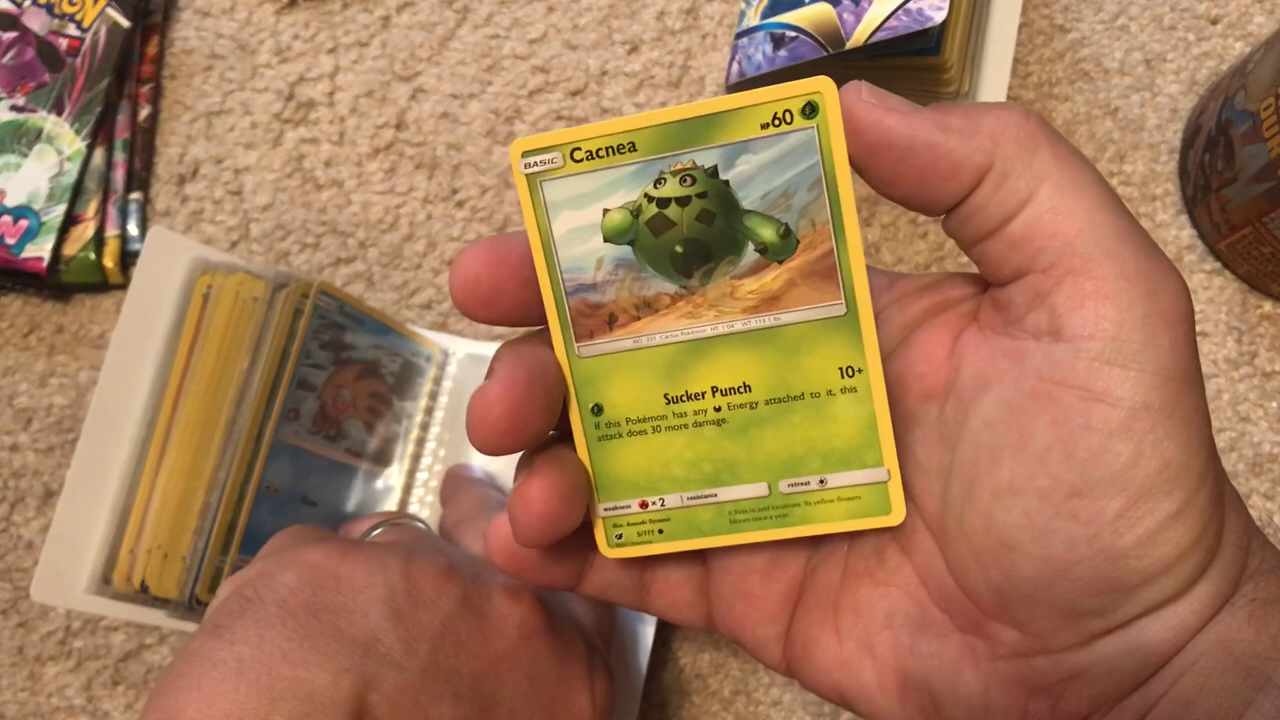 BASIC Cacnea HP 60
NO. 331 Cactus Pokémon HT: 1'04" WT: 113.1 lbs.
Sucker Punch 10+
If this Pokémon has any Energy attached to it, this
attack does 30 more damage.
weakness ×2 resistance retreat
Illus. Asanuki Dynamic
5/111
It lives in arid locations. Its yellow flowers
bloom once a year.